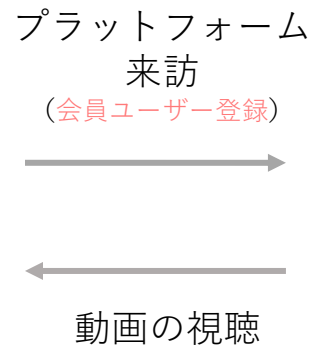 プラットフォーム
来訪
（会員ユーザー登録）
動画の視聴